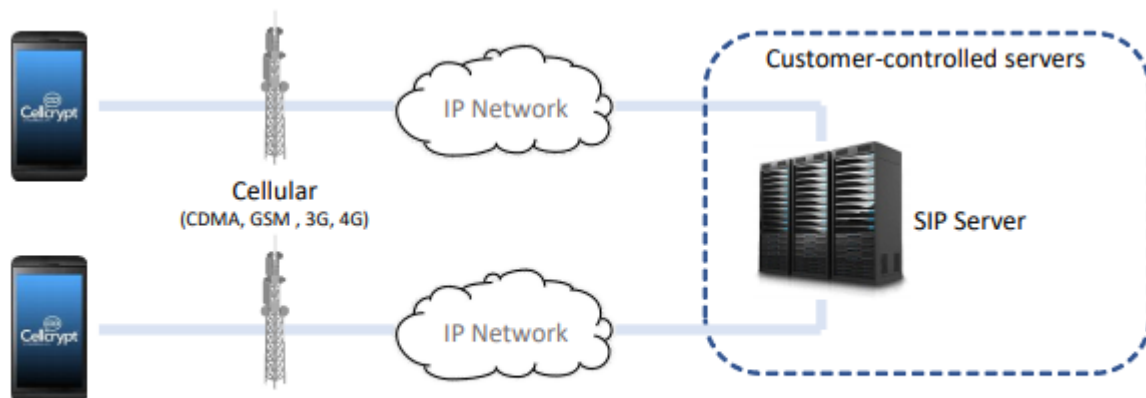 Customer-controlled servers
Cellcrypt
IP Network
Cellular
(CDMA, GSM , 3G, 4G)
SIP Server
Cellcrypt
IP Network